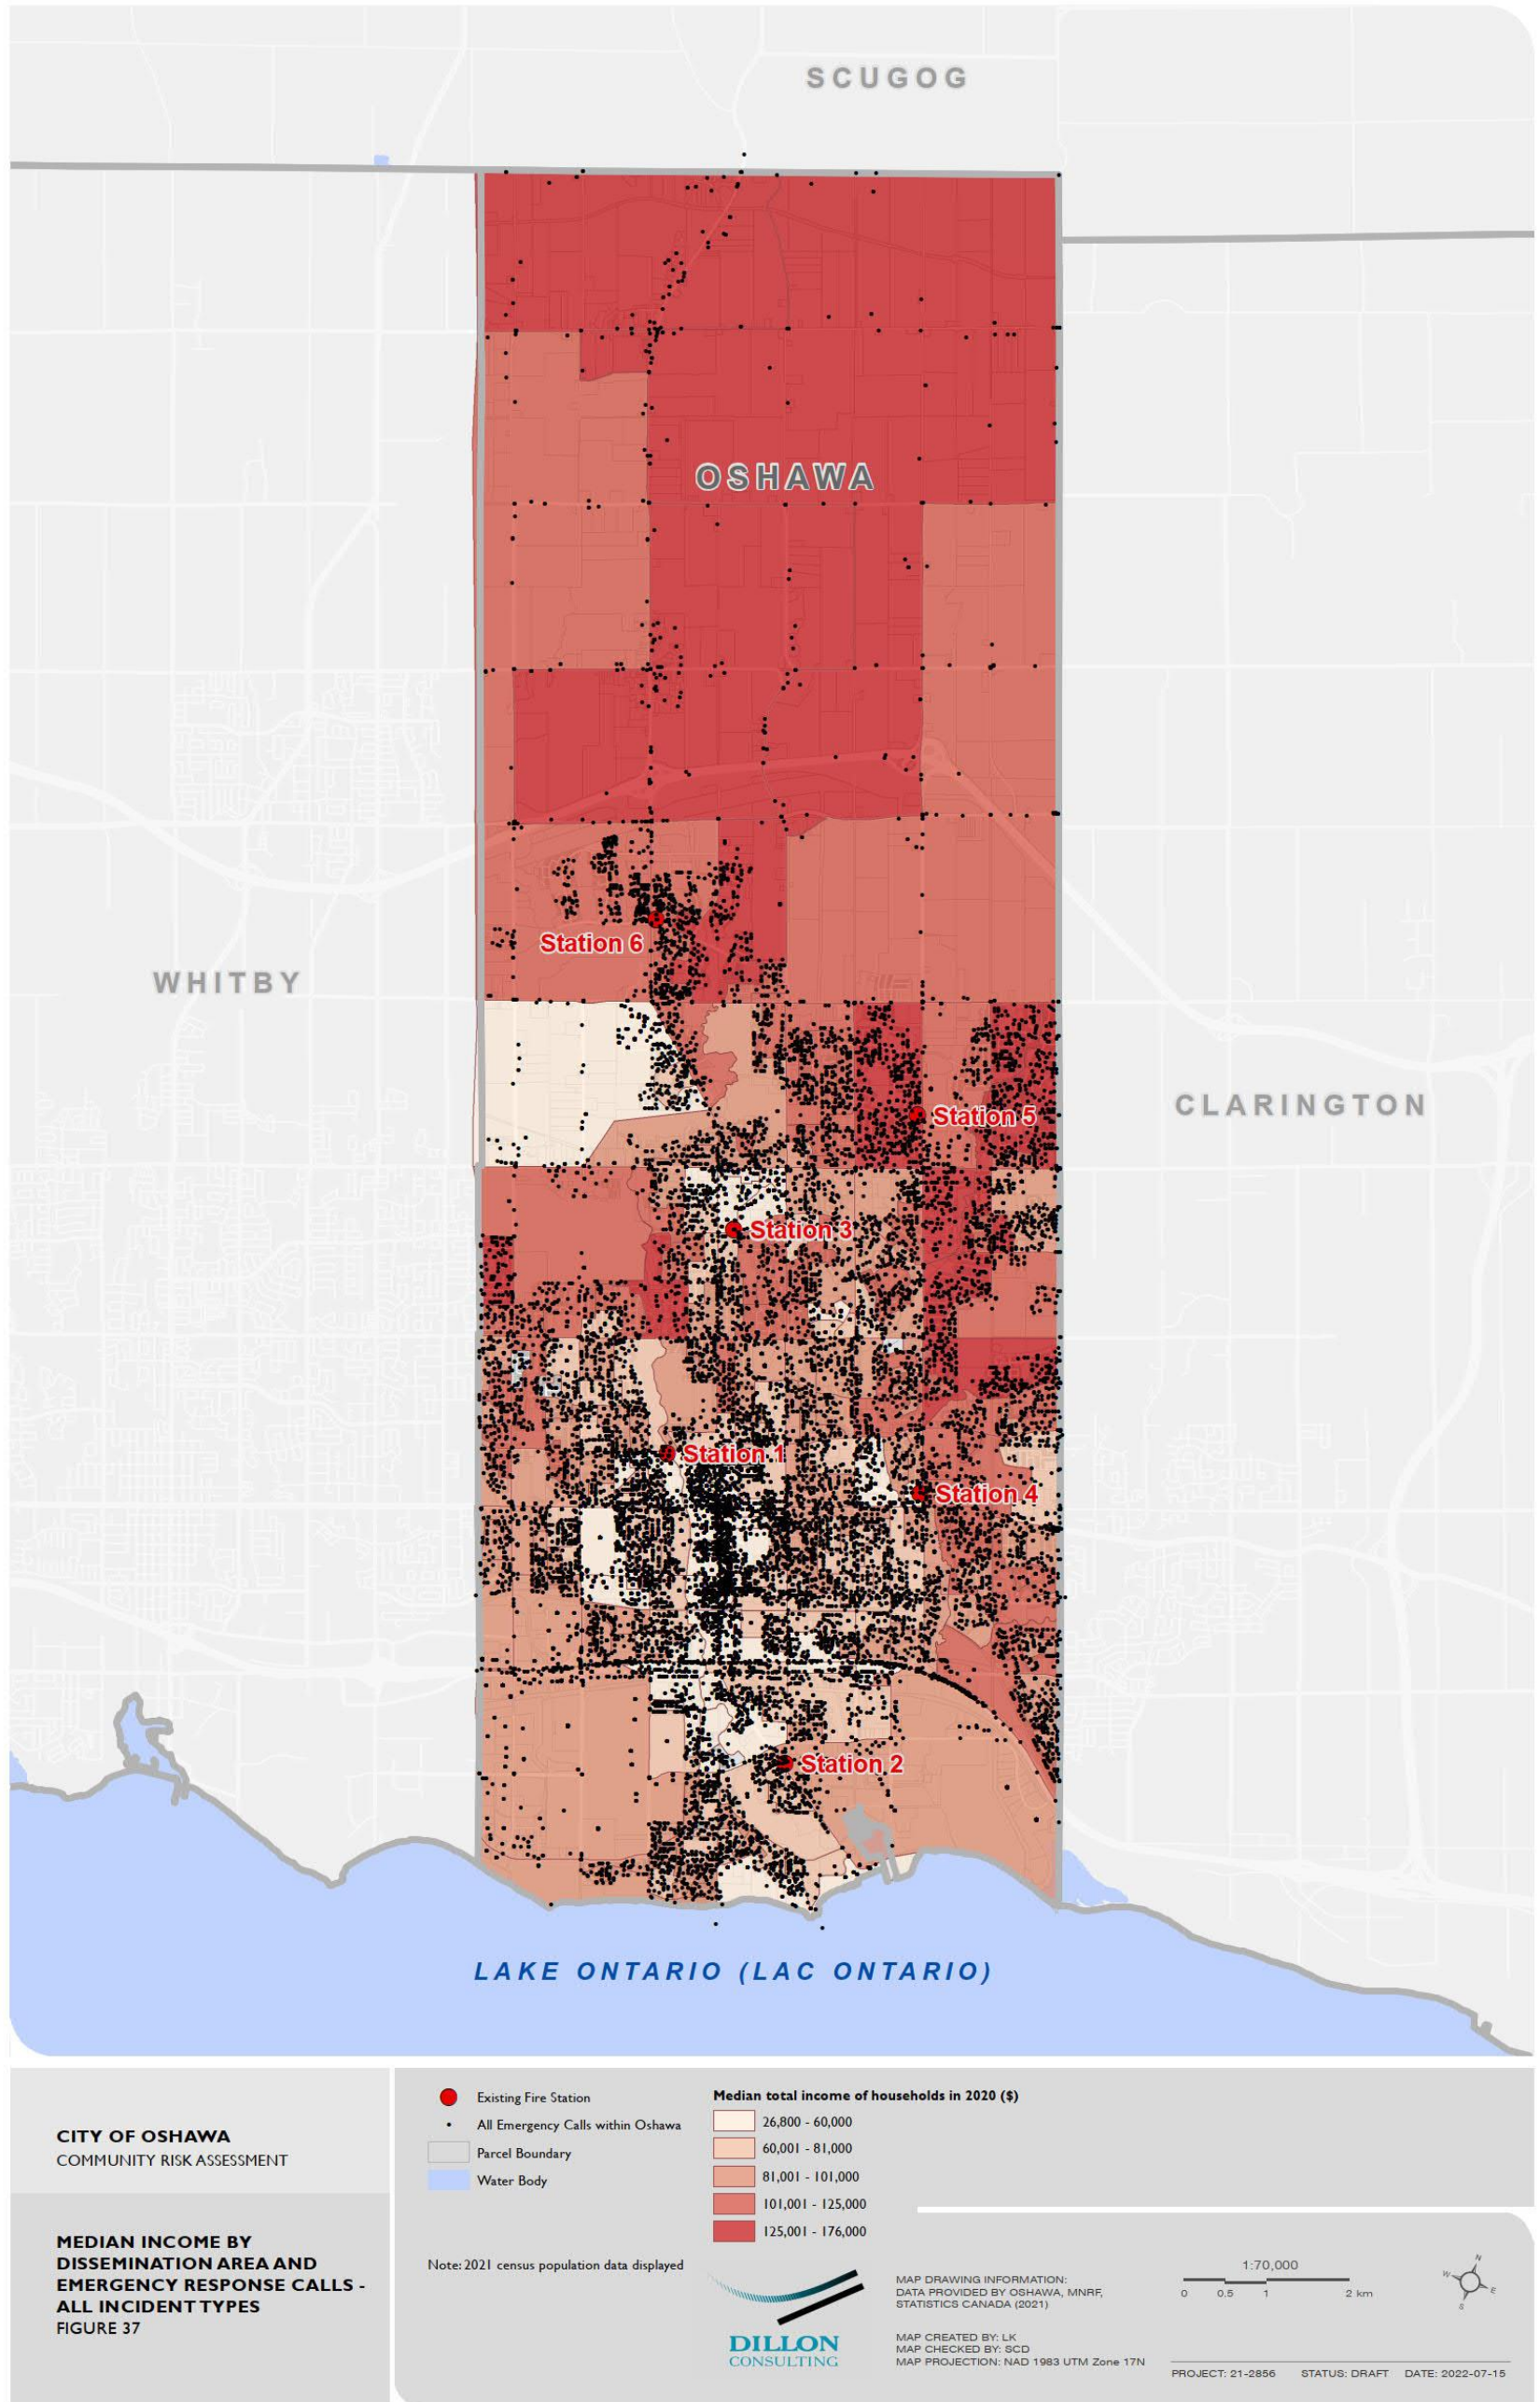 SCUGOG
OSHAWA
Station 6
WHITBY
CLARINGTON
Station 5
Station 3
Station 1
Station 4
Station 2
LAKE ONTARIO (LAC ONTARIO)
CITY OF OSHAWA
COMMUNITY RISK ASSESSMENT
MEDIAN INCOME BY
DISSEMINATION AREA AND
EMERGENCY RESPONSE CALLS -
ALL INCIDENT TYPES
FIGURE 37
Existing Fire Station
All Emergency Calls within Oshawa
Parcel Boundary
Water Body
Note: 2021 census population data displayed
Median total income of households in 2020 ($)
26,800 - 60,000
60,001 - 81,000
81,001 - 101,000
101,001 - 125,000
125,001 - 176,000
DILLON
CONSULTING
MAP DRAWING INFORMATION:
DATA PROVIDED BY OSHAWA, MNRF,
STATISTICS CANADA (2021)
MAP CREATED BY: LK
MAP CHECKED BY: SCD
MAP PROJECTION: NAD 1983 UTM Zone 17N
1:70,000
0 0.5 1 2 km
N
W
E
S
PROJECT: 21-2856 STATUS: DRAFT DATE: 2022-07-15